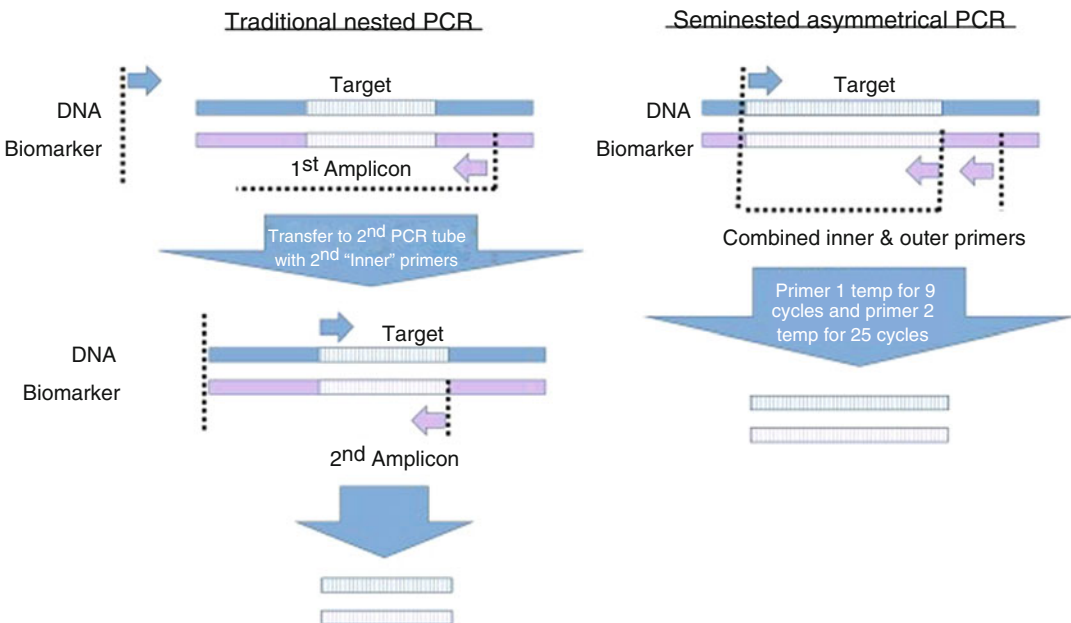 Traditional nested PCR
Target
DNA
Biomarker
1st Amplicon
Transfer to 2nd PCR tube
with 2nd “Inner” primers
Target
DNA
Biomarker
2nd Amplicon
Seminested asymmetrical PCR
Target
DNA
Biomarker
Combined inner & outer primers
Primer 1 temp for 9
cycles and primer 2
temp for 25 cycles